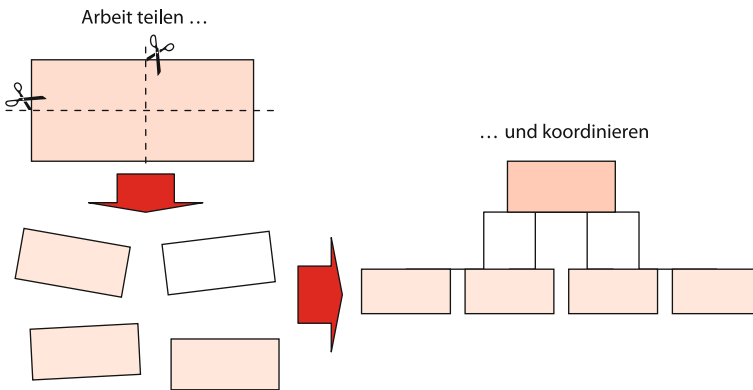 Arbeit teilen …
… und koordinieren